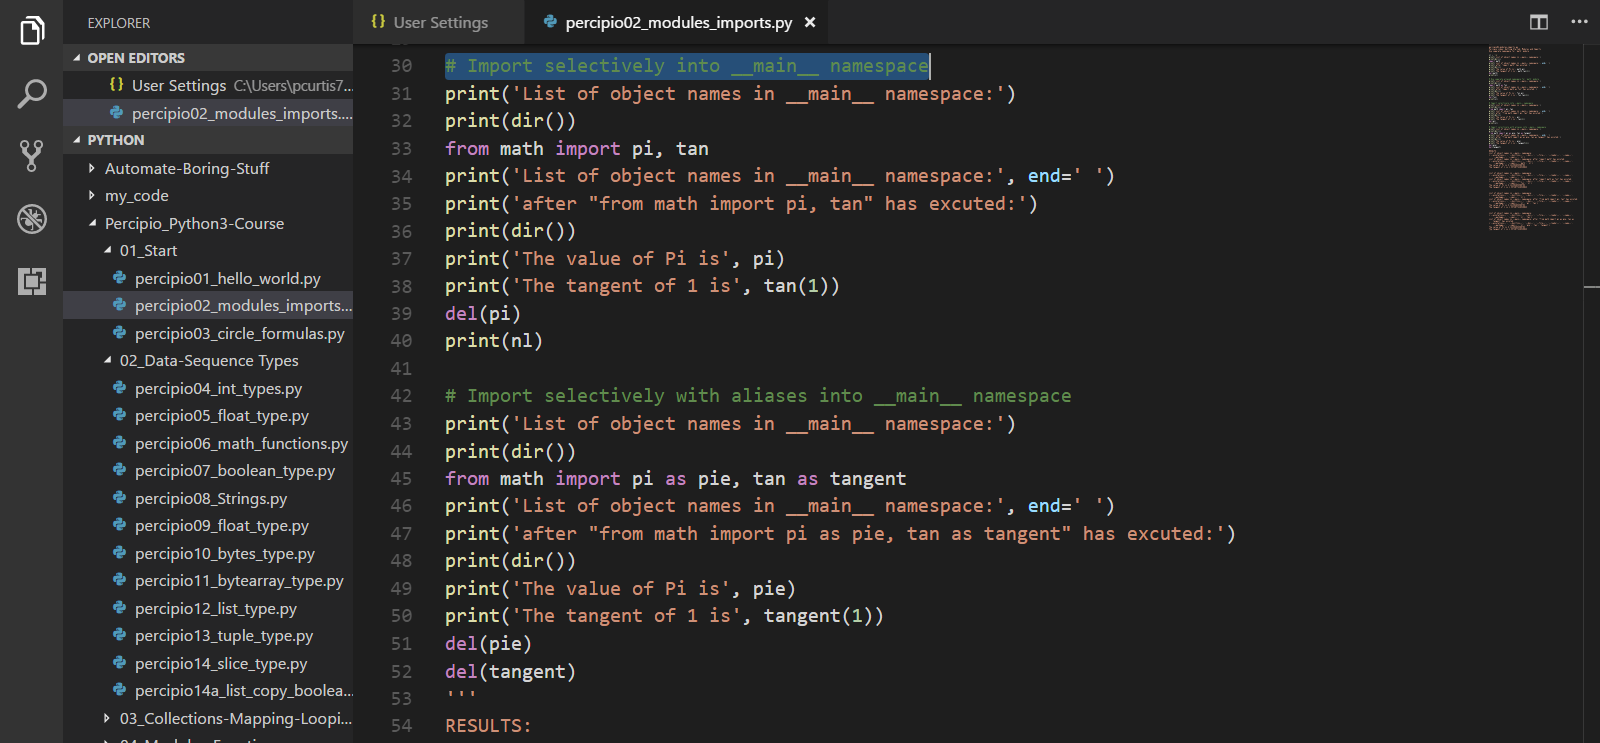 EXPLORER
OPEN EDITORS
{} User Settings C:\Users\pcurtis7...
percipio02_modules_imports....
PYTHON
Automate-Boring-Stuff
my_code
Percipio_Python3-Course
01_Start
percipio01_hello_world.py
percipio02_modules_imports...
percipio03_circle_formulas.py
02_Data-Sequence Types
percipio04_int_types.py
percipio05_float_type.py
percipio06_math_functions.py
percipio07_boolean_type.py
percipio08_Strings.py
percipio09_float_type.py
percipio10_bytes_type.py
percipio11_bytearray_type.py
percipio12_list_type.py
percipio13_tuple_type.py
percipio14_slice_type.py
percipio14a_list_copy_boolea...
03_Collections-Mapping-Loopi...
{} User Settings
percipio02_modules_imports.py
30 # Import selectively into __main__ namespace
31 print('List of object names in __main__ namespace:')
32 print(dir())
33 from math import pi, tan
34 print('List of object names in __main__ namespace:', end=' ')
35 print('after "from math import pi, tan" has excuted:')
36 print(dir())
37 print('The value of Pi is', pi)
38 print('The tangent of 1 is', tan(1))
39 del(pi)
40 print(nl)
41
42 # Import selectively with aliases into __main__ namespace
43 print('List of object names in __main__ namespace:')
44 print(dir())
45 from math import pi as pie, tan as tangent
46 print('List of object names in __main__ namespace:', end=' ')
47 print('after "from math import pi as pie, tan as tangent" has excuted:')
48 print(dir())
49 print('The value of Pi is', pie)
50 print('The tangent of 1 is', tangent(1))
51 del(pie)
52 del(tangent)
53 '''
54 RESULTS: